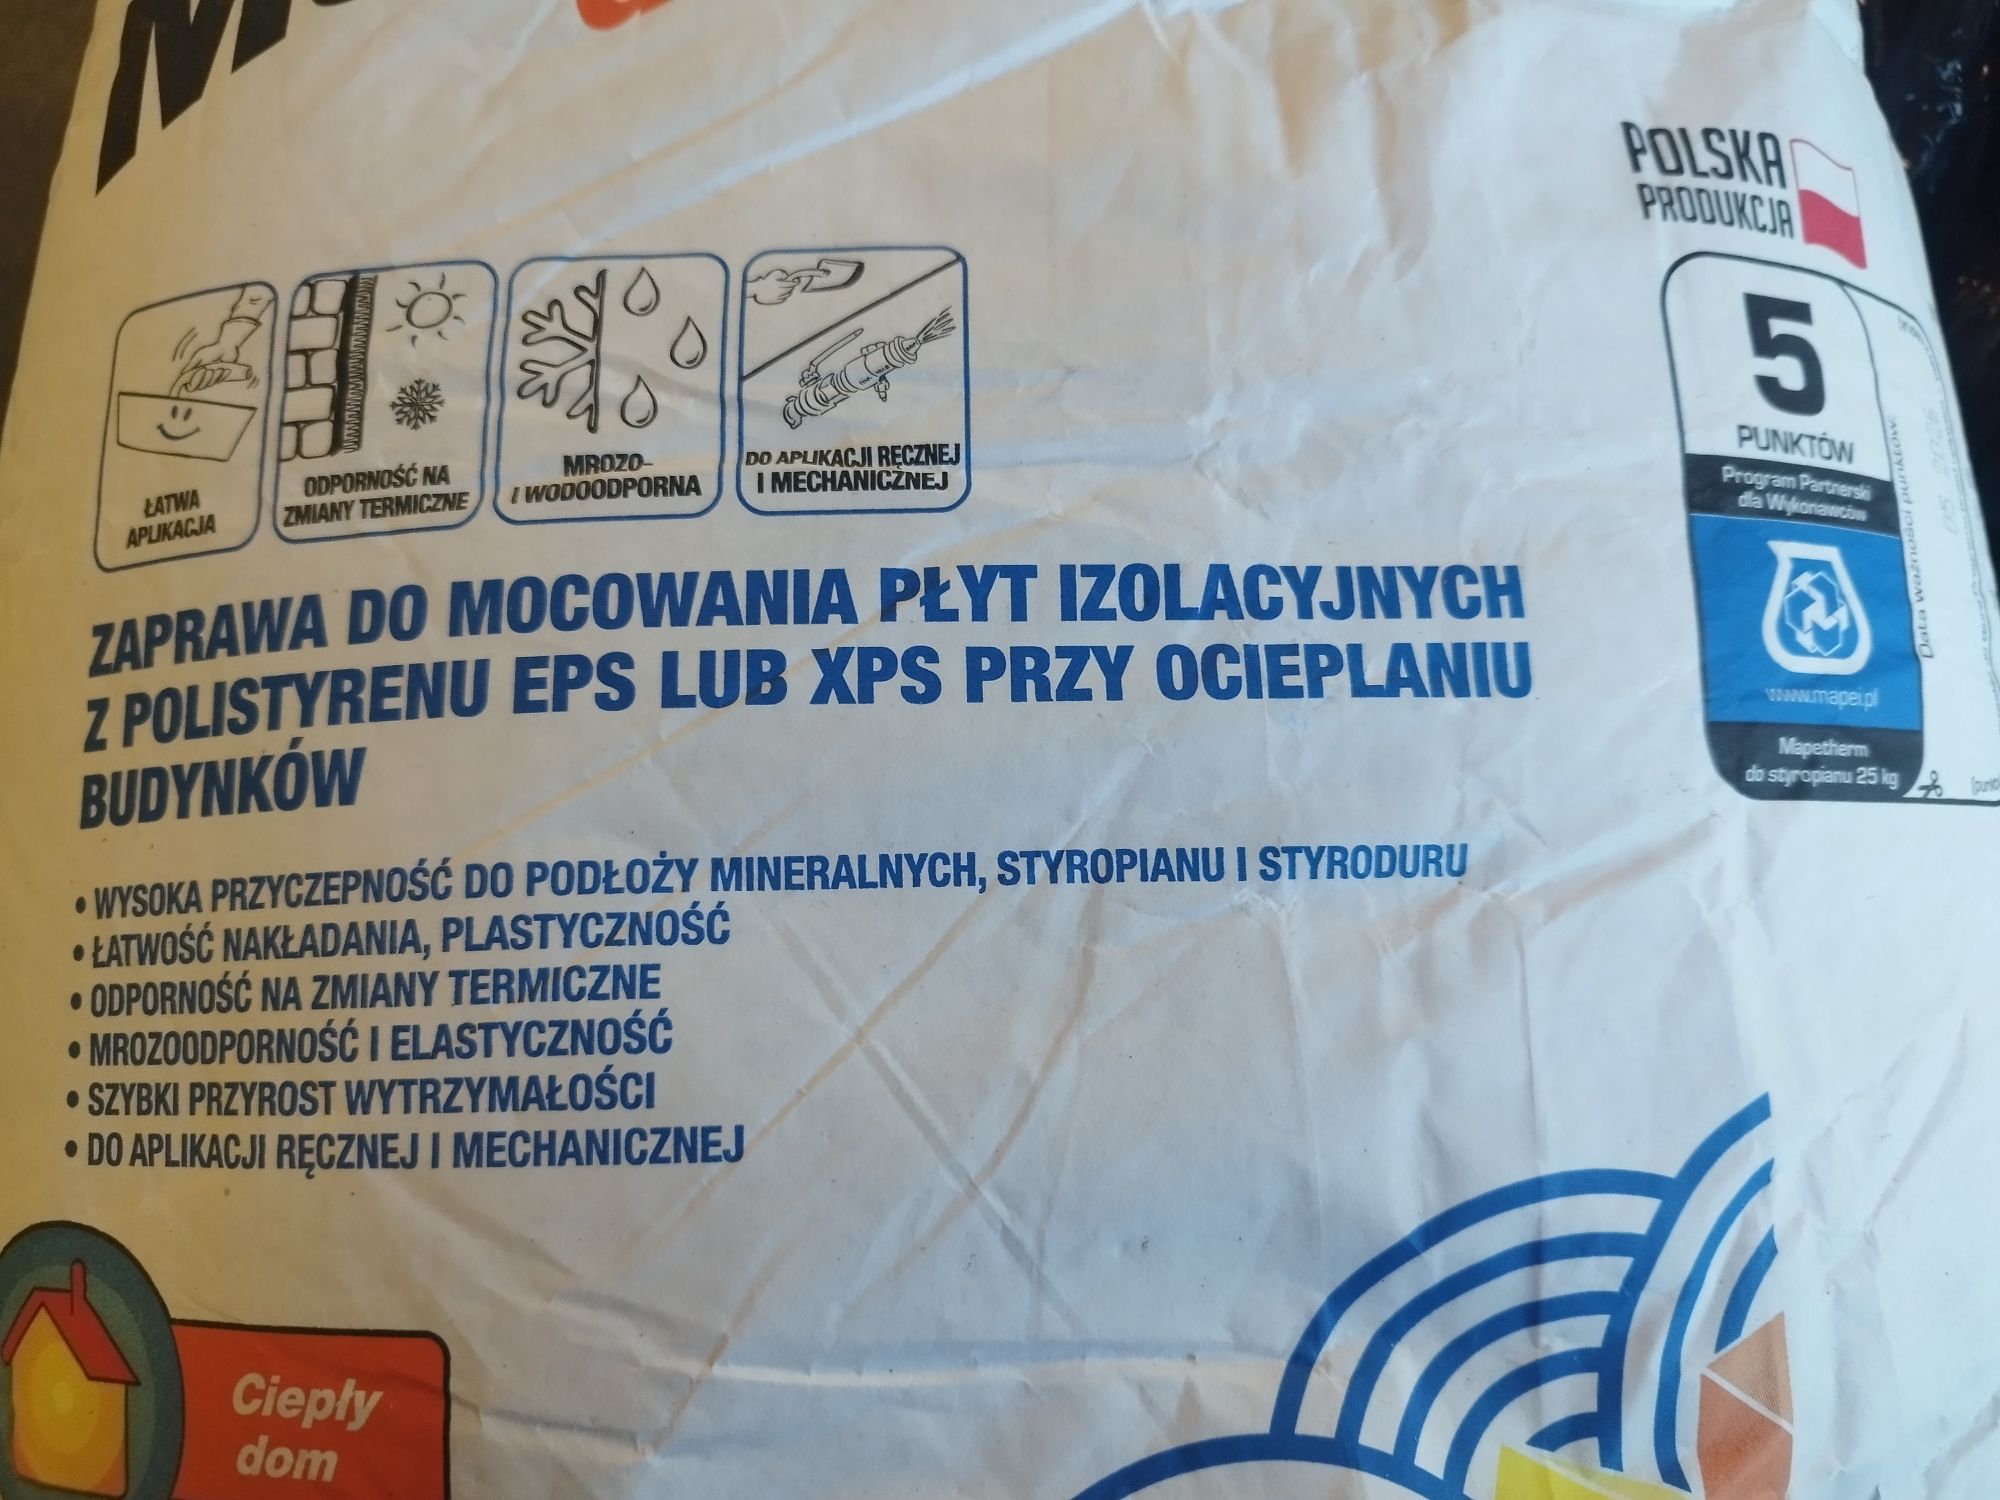 POLSKA
PRODUKCJA
ŁATWA
APLIKACJA
ODPORNOŚĆ NA
ZMIANY TERMICZNE
MROZO-
I WODOODPORNA
DO APLIKACJI RĘCZNEJ
I MECHANICZNEJ
5
PUNKTÓW
Program Partnerski
dla Wykonawców
www.mapei.pl
Mapetherm
do styropianu 25 kg
Data ważności punktów:
ZAPRAWA DO MOCOWANIA PŁYT IZOLACYJNYCH
Z POLISTYRENU EPS LUB XPS PRZY OCIEPLANIU
BUDYNKÓW
• WYSOKA PRZYCZEPNOŚĆ DO PODŁOŻY MINERALNYCH, STYROPIANU I STYRODURU
• ŁATWOŚĆ NAKŁADANIA, PLASTYCZNOŚĆ
• ODPORNOŚĆ NA ZMIANY TERMICZNE
• MROZOODPORNOŚĆ I ELASTYCZNOŚĆ
• SZYBKI PRZYROST WYTRZYMAŁOŚCI
• DO APLIKACJI RĘCZNEJ I MECHANICZNEJ
Ciepły
dom